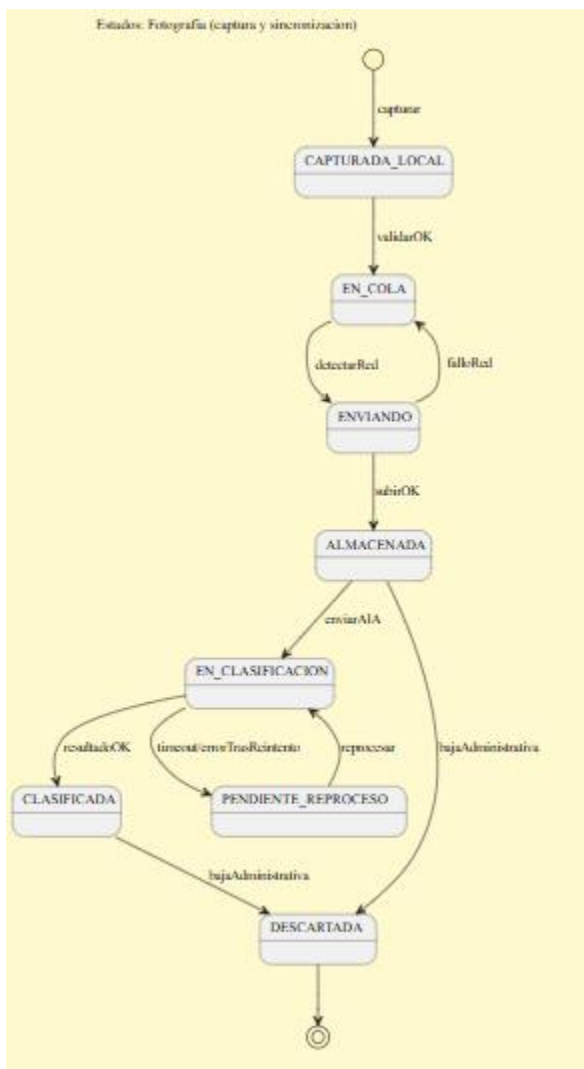 Estados: Fotografia (captura y sincronizacion)
capturar
CAPTURADA_LOCAL
validarOK
EN_COLA
detectarRed
falloRed
ENVIANDO
subirOK
ALMACENADA
enviarAIA
EN_CLASIFICACION
resultadoOK
timeout/errorTrasReintento
reprocesar
bajaAdministrativa
CLASIFICADA
PENDIENTE_REPROCESO
bajaAdministrativa
DESCARTADA